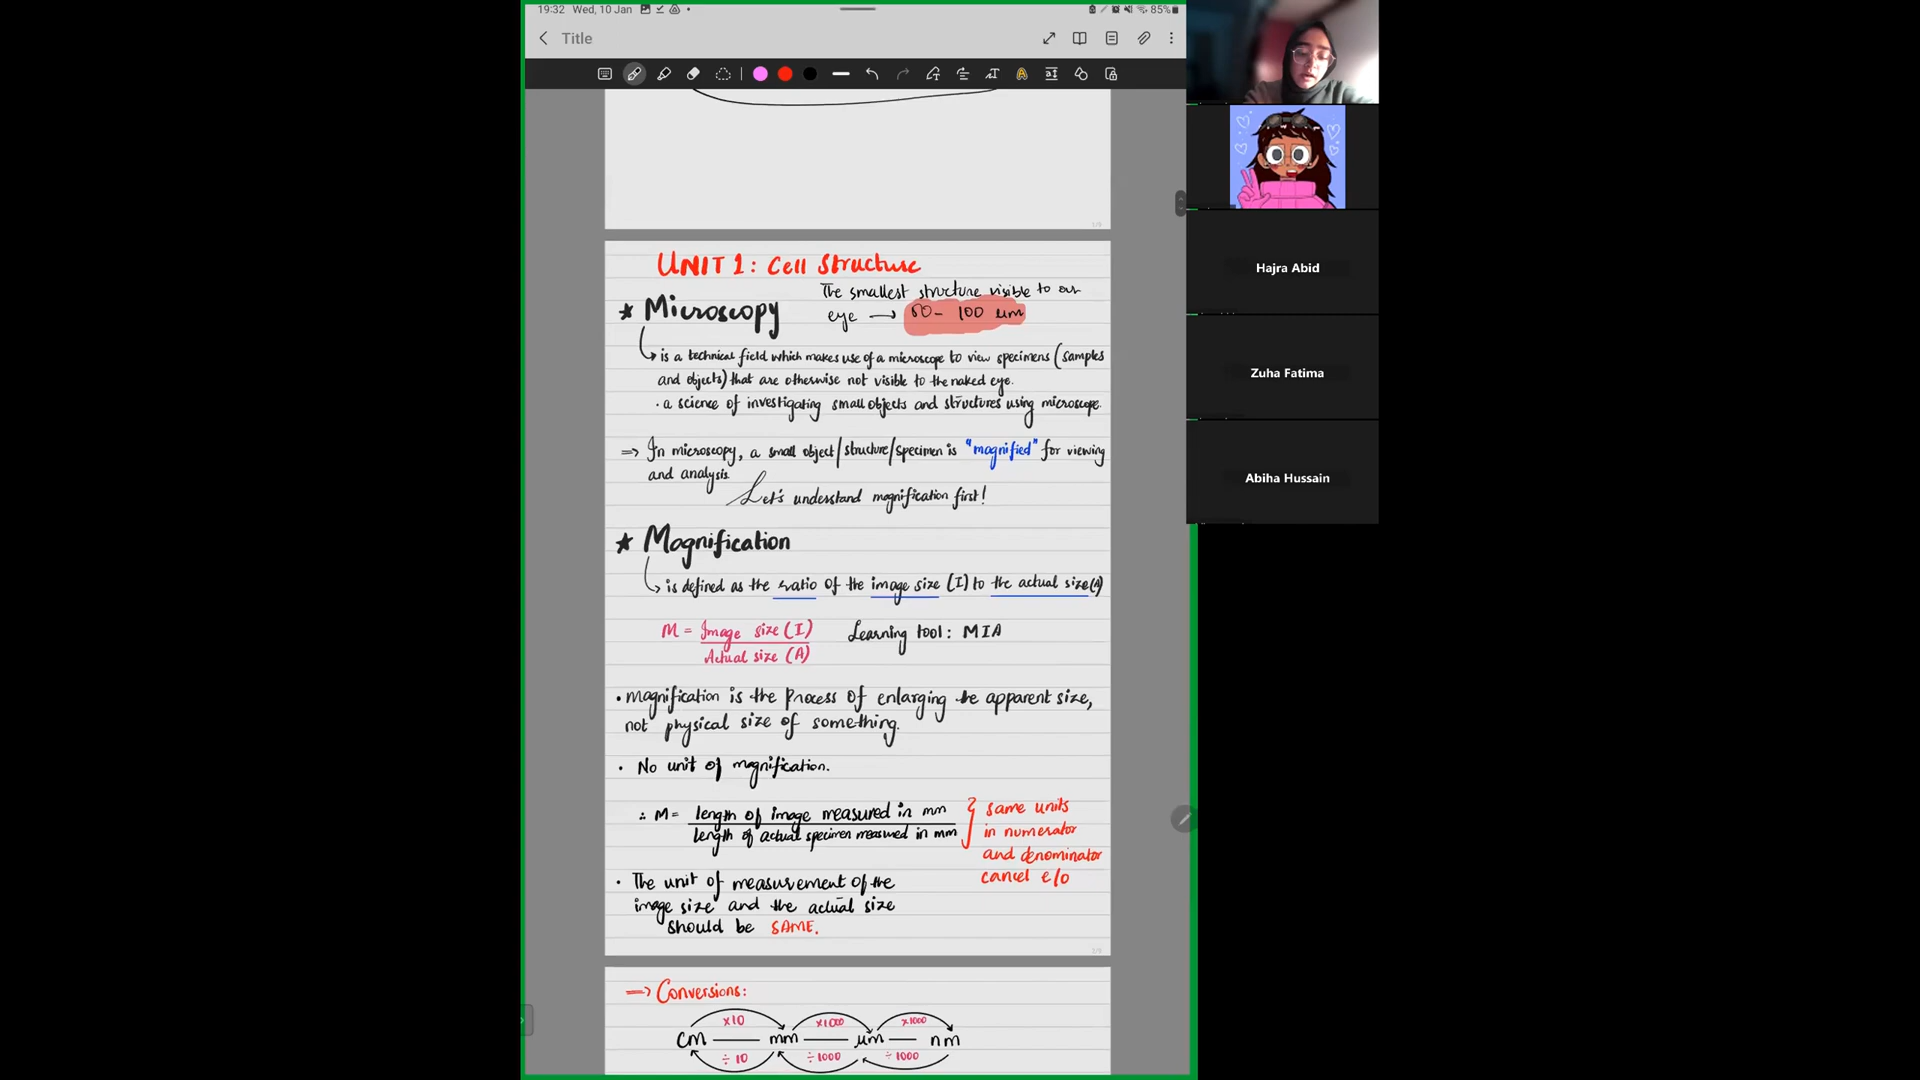 19:32 Wed, 10 Jan
85%
Title
UNIT 1: Cell Structure
* Microscopy
The smallest structure visible to our
eye → 100 um
is a technical field which makes use of a microscope to view specimens (samples
and objects) that are otherwise not visible to the naked eye.
· a science of investigating small objects and structures using microscope.
⇒ In microscopy, a small object/structure/specimen is "magnified" for viewing
and analysis
Let's understand magnification first!
* Magnification
is defined as the ratio of the image size (I) to the actual size (A)
M = Image size (I)
Actual size (A)
Learning tool: MIA
· Magnification is the process of enlarging the apparent size,
not physical size of something.
· No unit of magnification.
∴ M = length of image measured in mm
length of actual specimen measured in mm
same units
in numerator
and denominator
cancel e/o
· The unit of measurement of the
image size and the actual size
should be SAME.
⇒ Conversions:
×10 ×1000 ×1000
cm mm μm nm
÷10 ÷1000 ÷1000
Hajra Abid
Zuha Fatima
Abiha Hussain